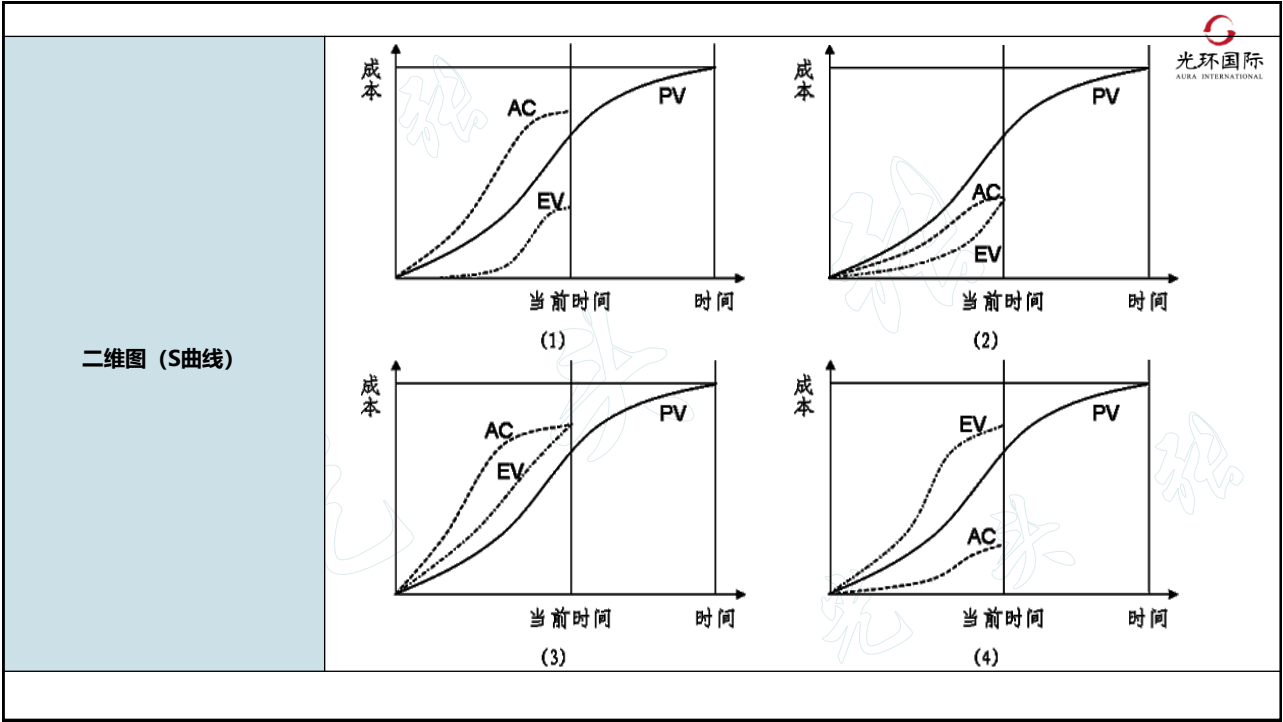 光环国际
AURA INTERNATIONAL
二维图（S曲线）
成本
AC
PV
EV
当前时间
时间
(1)
成本
PV
AC
EV
当前时间
时间
(2)
成本
AC
PV
EV
当前时间
时间
(3)
成本
EV
PV
AC
当前时间
时间
(4)